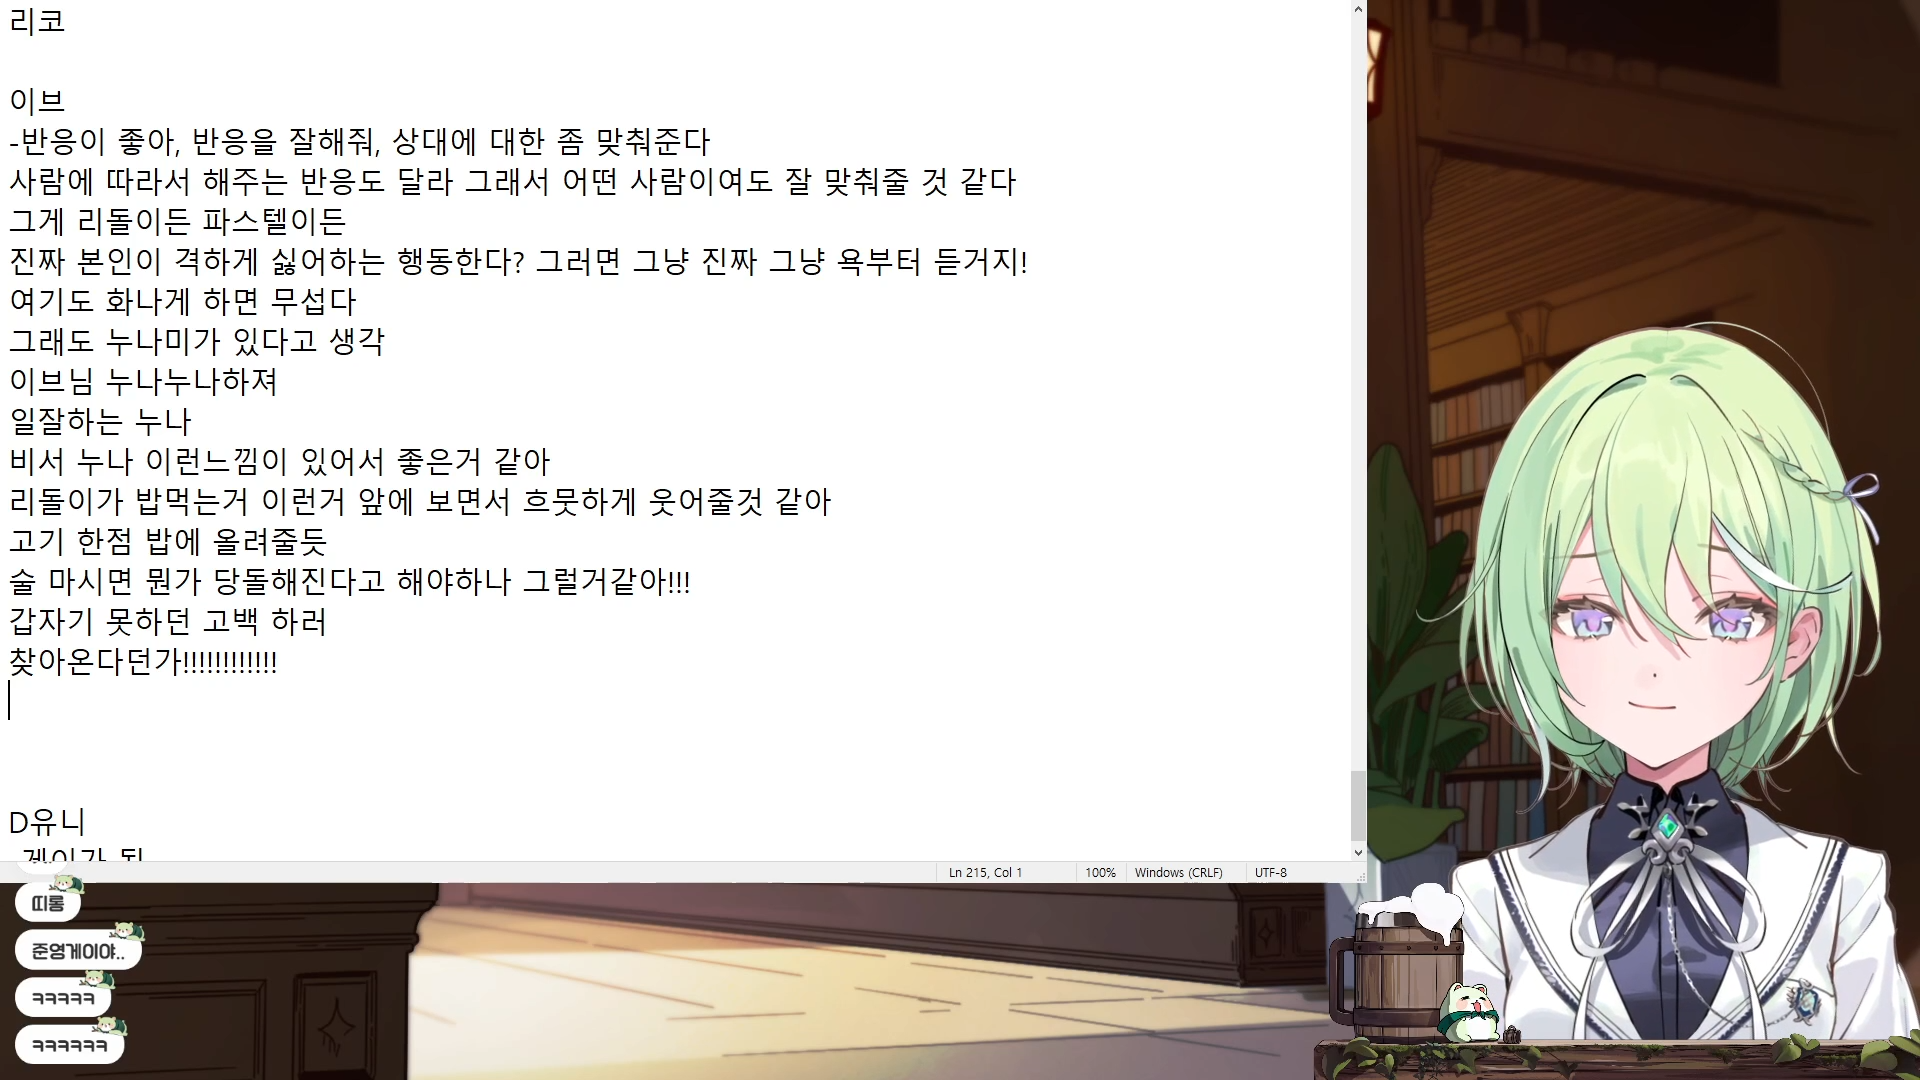 리코
이브
-반응이 좋아, 반응을 잘해줘, 상대에 대한 좀 맞춰준다
사람에 따라서 해주는 반응도 달라 그래서 어떤 사람이여도 잘 맞춰줄 것 같다
그게 리돌이든 파스텔이든
진짜 본인이 격하게 싫어하는 행동한다? 그러면 그냥 진짜 그냥 욕부터 듣거지!
여기도 화나게 하면 무섭다
그래도 누나미가 있다고 생각
이브님 누나누나하져
일잘하는 누나
비서 누나 이런느낌이 있어서 좋은거 같아
리돌이가 밥먹는거 이런거 앞에 보면서 흐뭇하게 웃어줄것 같아
고기 한점 밥에 올려줄듯
술 마시면 뭔가 당돌해진다고 해야하나 그럴거같아!!!
갑자기 못하던 고백 하러
찾아온다던가!!!!!!!!!!!!
D유니
Ln 215, Col 1
100%
Windows (CRLF)
UTF-8
띠롱
준영게이야..
ㅋㅋㅋㅋㅋ
ㅋㅋㅋㅋㅋㅋ